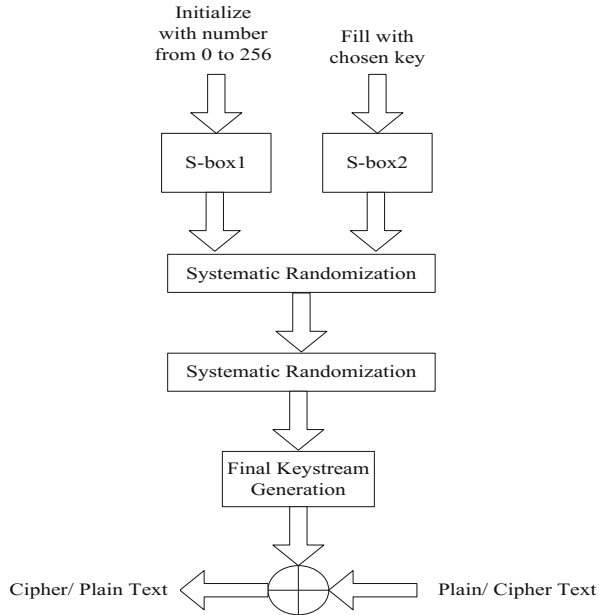 Initialize
with number
from 0 to 256
Fill with
chosen key
S-box1
S-box2
Systematic Randomization
Systematic Randomization
Final Keystream
Generation
Cipher/ Plain Text
Plain/ Cipher Text